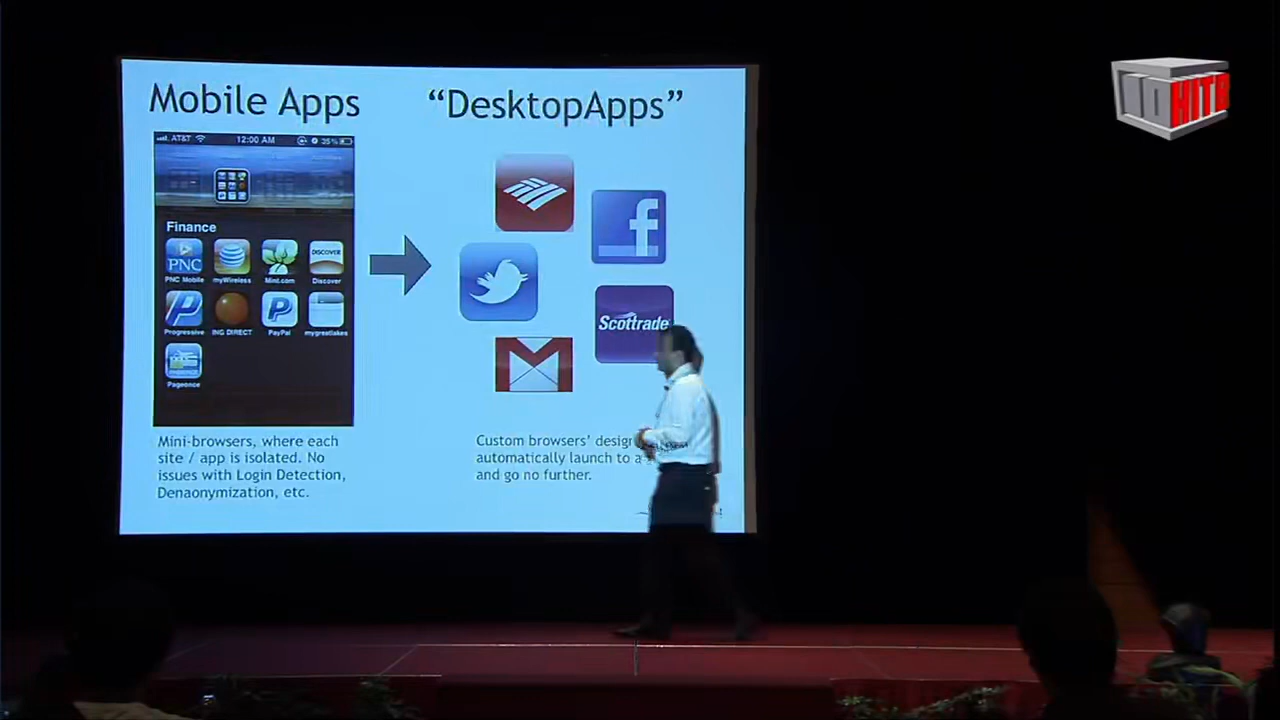 Mobile Apps
“DesktopApps”
AT&T 12:00 AM 35%
Finance
PNC
DISCOVER
PNC Mobile myWireless Mint.com Discover
Progressive ING DIRECT PayPal mygreatlakes
Pageonce
f
Scottrade
Mini-browsers, where each
site / app is isolated. No
issues with Login Detection,
Denaonymization, etc.
Custom browsers’
automatically launch to a
and go no further.
HITB